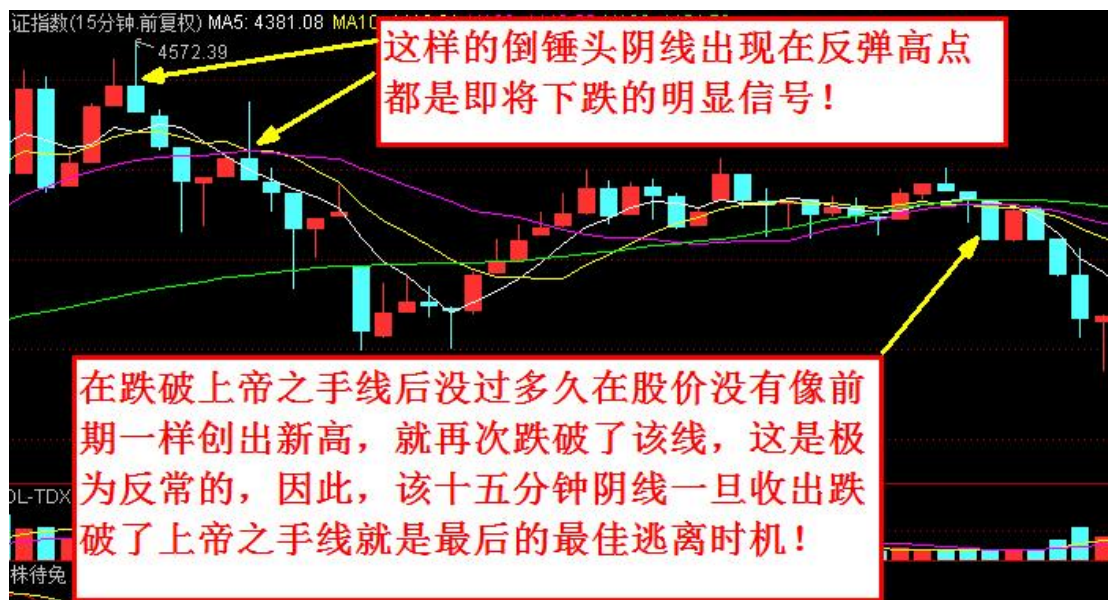 证指数(15分钟.前复权) MA5: 4381.08 MA10
4572.39
这样的倒锤头阴线出现在反弹高点
都是即将下跌的明显信号！
在跌破上帝之手线后没过多久在股价没有像前
期一样创出新高，就再次跌破了该线，这是极
为反常的，因此，该十五分钟阴线一旦收出跌
破了上帝之手线就是最后的最佳逃离时机！
OL-TDX
株待兔